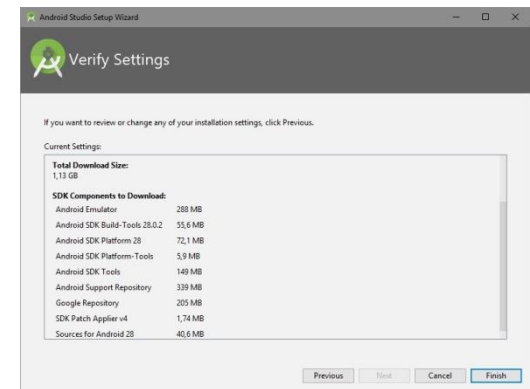 Android Studio Setup Wizard
Verify Settings
If you want to review or change any of your installation settings, click Previous.
Current Settings:
Total Download Size:
1,13 GB
SDK Components to Download:
Android Emulator 288 MB
Android SDK Build-Tools 28.0.2 55,6 MB
Android SDK Platform 28 72,1 MB
Android SDK Platform-Tools 5,9 MB
Android SDK Tools 149 MB
Android Support Repository 339 MB
Google Repository 205 MB
SDK Patch Applier v4 1,74 MB
Sources for Android 28 40,6 MB
Previous Next Cancel Finish